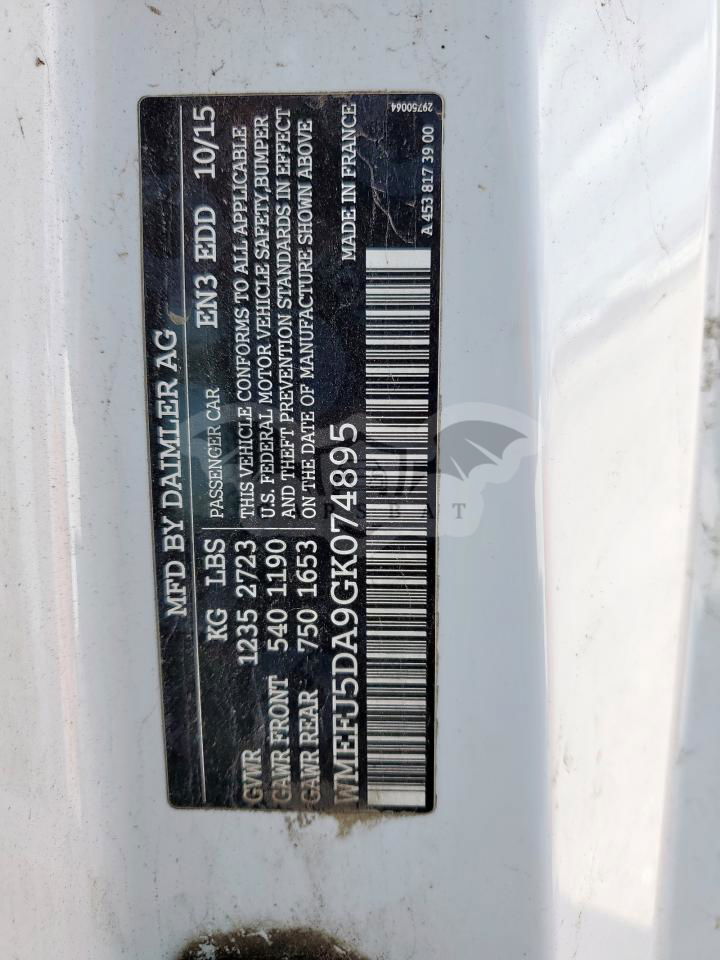 MFD BY DAIMLER AG EN3 EDD 10/15
KG LBS PASSENGER CAR
GVWR 1235 2723 THIS VEHICLE CONFORMS TO ALL APPLICABLE
GAWR FRONT 540 1190 U.S. FEDERAL MOTOR VEHICLE SAFETY,BUMPER
GAWR REAR 750 1653 AND THEFT PREVENTION STANDARDS IN EFFECT
ON THE DATE OF MANUFACTURE SHOWN ABOVE
WMEFJ5DA9GK074895 MADE IN FRANCE
A 453 817 39 00
29750064